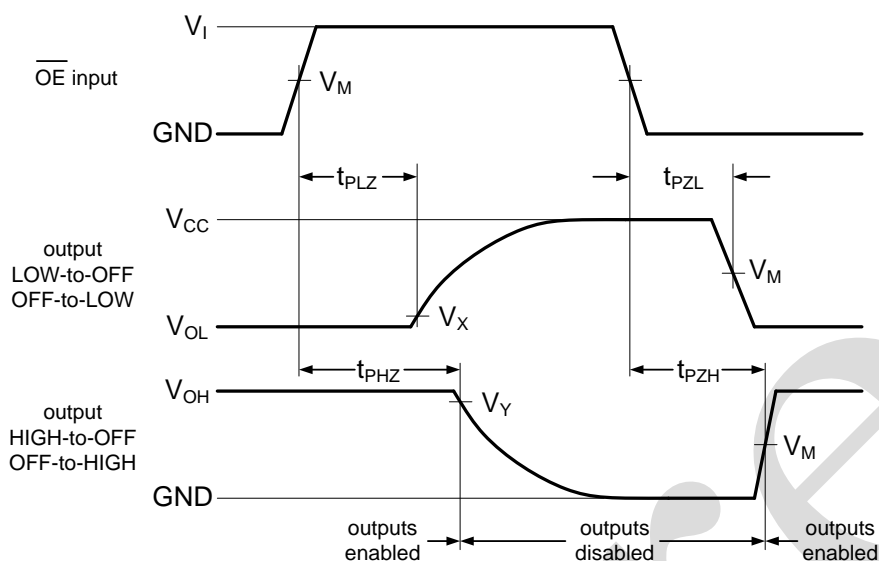 V_I
OE input
V_M
GND
t_PLZ
t_PZL
V_CC
output
LOW-to-OFF
OFF-to-LOW
V_M
V_X
V_OL
t_PHZ
t_PZH
V_OH
V_Y
output
HIGH-to-OFF
OFF-to-HIGH
V_M
GND
outputs
enabled
outputs
disabled
outputs
enabled